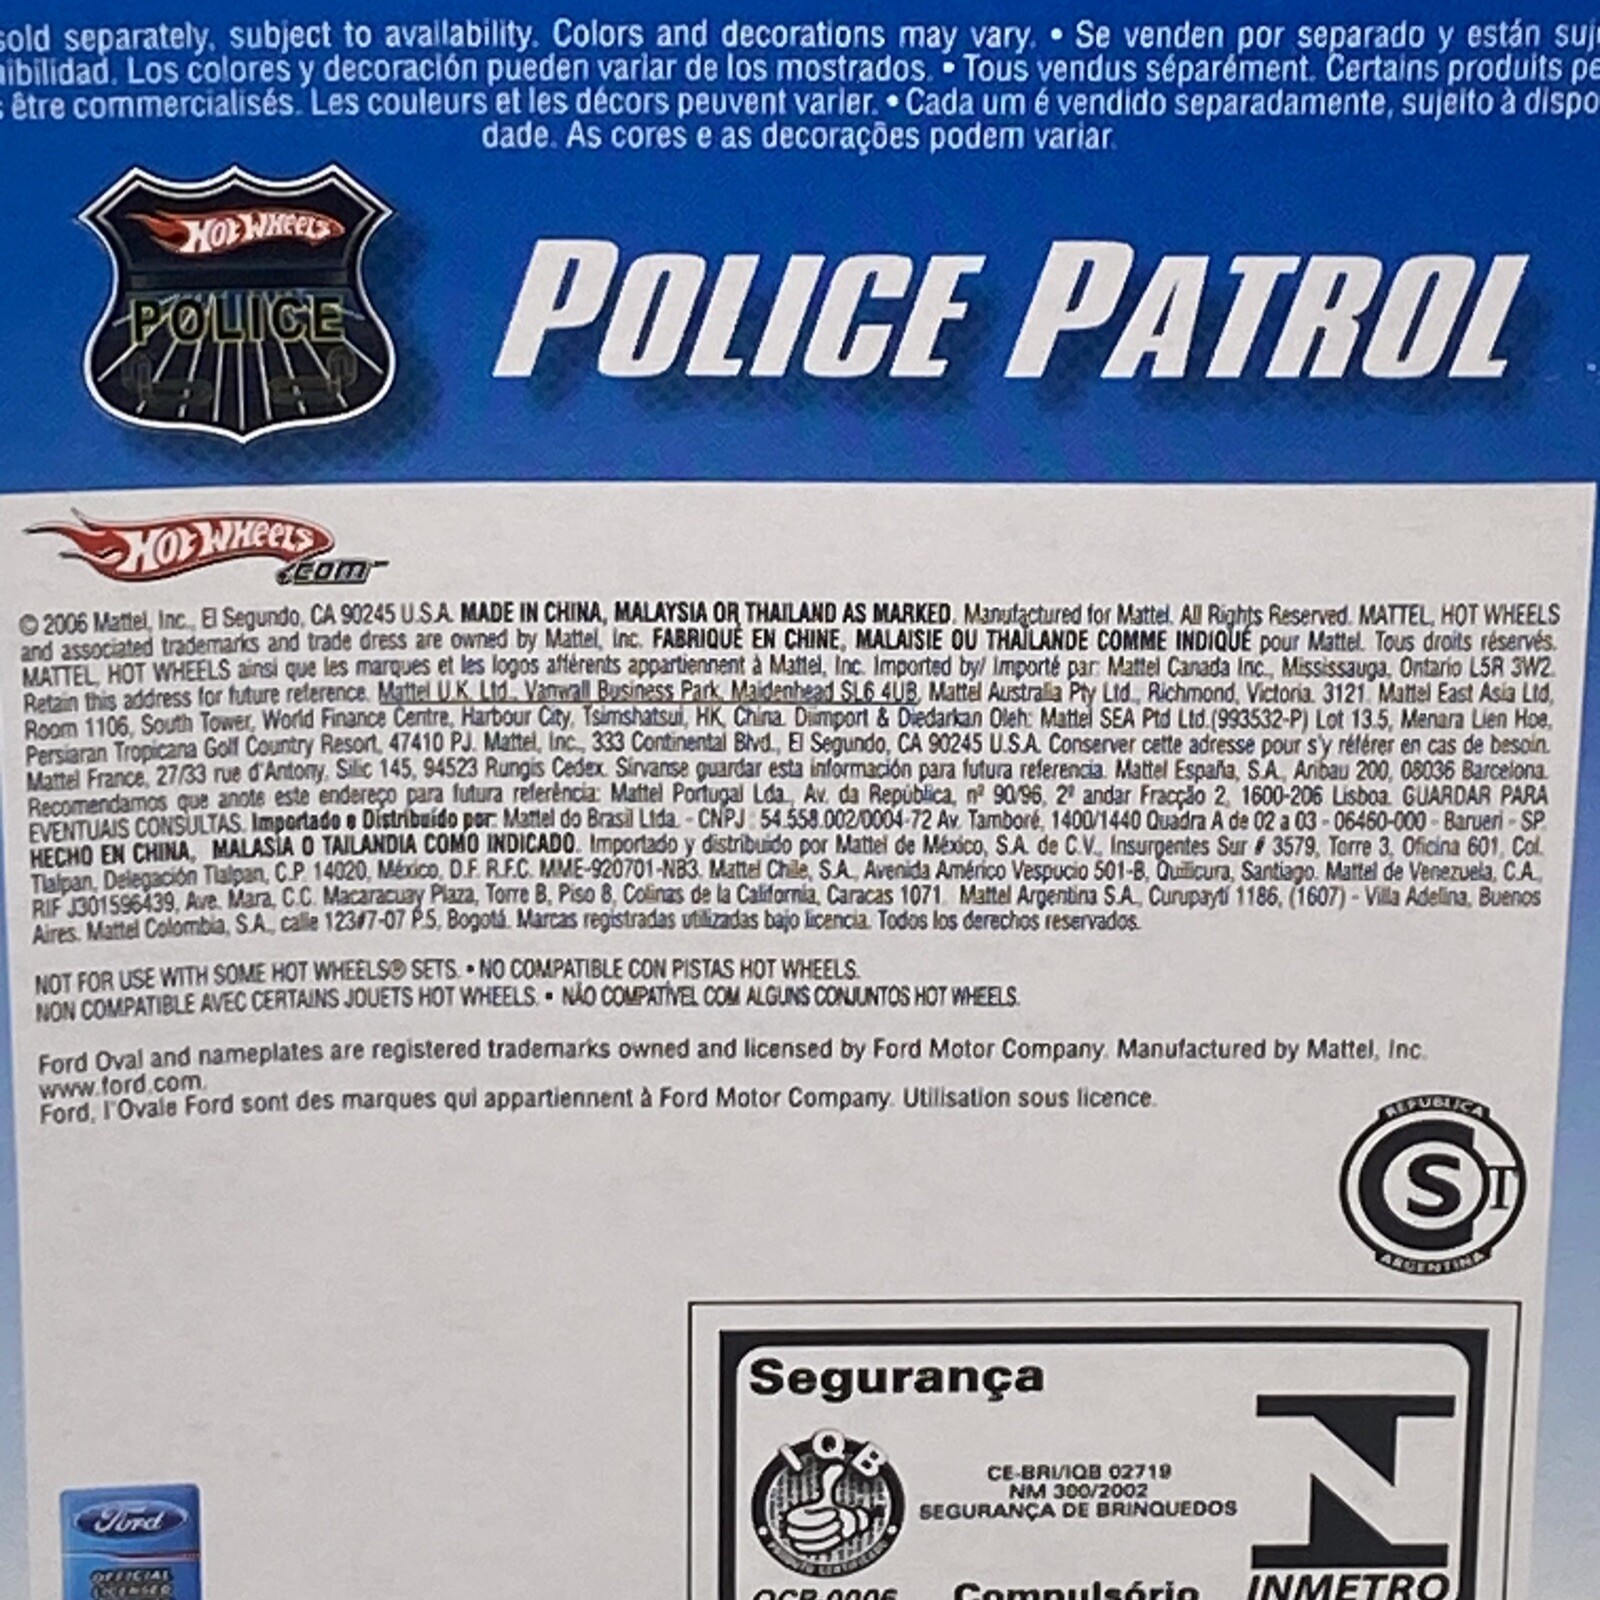 sold separately, subject to availability. Colors and decorations may vary. • Se venden por separado y están suj
ibilidad. Los colores y decoración pueden variar de los mostrados. • Tous vendus séparément. Certains produits pe
être commercialisés. Les couleurs et les décors peuvent varier. • Cada um é vendido separadamente, sujeito à dispo
dade. As cores e as decorações podem variar.
HOT WHEELS
POLICE
POLICE PATROL
HOT WHEELS
.com
© 2006 Mattel, Inc., El Segundo, CA 90245 U.S.A. MADE IN CHINA, MALAYSIA OR THAILAND AS MARKED. Manufactured for Mattel. All Rights Reserved. MATTEL, HOT WHEELS
and associated trademarks and trade dress are owned by Mattel, Inc. FABRIQUÉ EN CHINE, MALAISIE OU THAÏLANDE COMME INDIQUÉ pour Mattel. Tous droits réservés.
MATTEL, HOT WHEELS ainsi que les marques et les logos afférents appartiennent à Mattel, Inc. Imported by/ Importé par: Mattel Canada Inc., Mississauga, Ontario L5R 3W2.
Retain this address for future reference. Mattel U.K. Ltd., Vanwall Business Park, Maidenhead SL6 4UB. Mattel Australia Pty Ltd., Richmond, Victoria. 3121. Mattel East Asia Ltd,
Room 1106, South Tower, World Finance Centre, Harbour City, Tsimshatsui, HK, China. Diimport & Diedarkan Oleh: Mattel SEA Ptd Ltd.(993532-P) Lot 13.5, Menara Lien Hoe,
Persiaran Tropicana Golf Country Resort, 47410 PJ. Mattel, Inc., 333 Continental Blvd., El Segundo, CA 90245 U.S.A. Conserver cette adresse pour s'y référer en cas de besoin.
Mattel France, 27/33 rue d'Antony, Silic 145, 94523 Rungis Cedex. Sírvanse guardar esta información para futura referencia. Mattel España, S.A., Aribau 200, 08036 Barcelona.
Recomendamos que anote este endereço para futura referência: Mattel Portugal Lda., Av. da República, nº 90/96, 2º andar Fracção 2, 1600-206 Lisboa. GUARDAR PARA
EVENTUAIS CONSULTAS. Importado e Distribuído por: Mattel do Brasil Ltda. - CNPJ : 54.558.002/0004-72 Av. Tamboré, 1400/1440 Quadra A de 02 a 03 - 06460-000 - Barueri - SP.
HECHO EN CHINA, MALASIA O TAILANDIA COMO INDICADO. Importado y distribuido por Mattel de México, S.A. de C.V., Insurgentes Sur # 3579, Torre 3, Oficina 601, Col.
Tlalpan, Delegación Tlalpan, C.P. 14020, México, D.F. R.F.C. MME-920701-NB3. Mattel Chile, S.A., Avenida Américo Vespucio 501-B, Quilicura, Santiago. Mattel de Venezuela, C.A.,
RIF J301596439, Ave. Mara, C.C. Macaracuay Plaza, Torre B, Piso 8, Colinas de la California, Caracas 1071. Mattel Argentina S.A., Curupaytí 1186, (1607) - Villa Adelina, Buenos
Aires. Mattel Colombia, S.A., calle 123#7-07 P.5, Bogotá. Marcas registradas utilizadas bajo licencia. Todos los derechos reservados.
NOT FOR USE WITH SOME HOT WHEELS® SETS. • NO COMPATIBLE CON PISTAS HOT WHEELS.
NON COMPATIBLE AVEC CERTAINS JOUETS HOT WHEELS. • NÃO COMPATÍVEL COM ALGUNS CONJUNTOS HOT WHEELS.
Ford Oval and nameplates are registered trademarks owned and licensed by Ford Motor Company. Manufactured by Mattel, Inc.
www.ford.com.
Ford, l'Ovale Ford sont des marques qui appartiennent à Ford Motor Company. Utilisation sous licence.
REPUBLICA
CST
ARGENTINA
Segurança
IQB
CE-BRI/IQB 02719
NM 300/2002
SEGURANÇA DE BRINQUEDOS
PRODUTO CERTIFICADO
OCP-0006
Compulsório
INMETRO
Ford
OFFICIAL
LICENSED